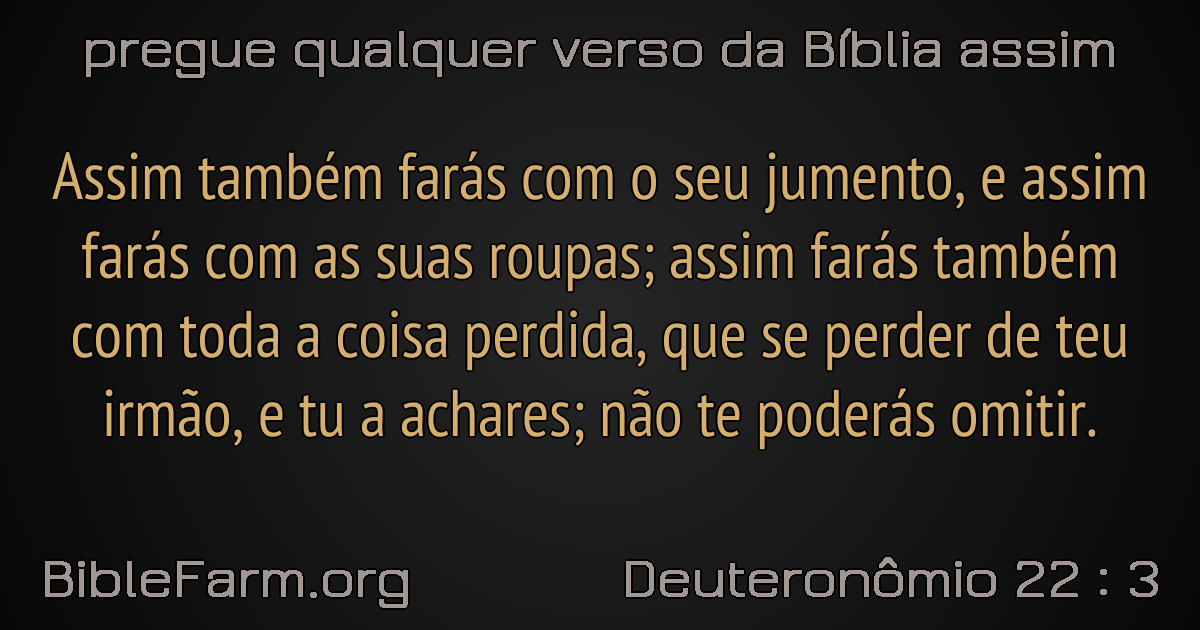 pregue qualquer verso da Bíblia assim
Assim também farás com o seu jumento, e assim
farás com as suas roupas; assim farás também
com toda a coisa perdida, que se perder de teu
irmão, e tu a achares; não te poderás omitir.
BibleFarm.org
Deuteronômio 22 : 3